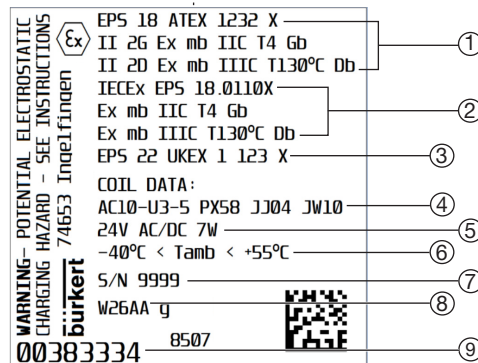 WARNING- POTENTIAL ELECTROSTATIC
CHARGING HAZARD - SEE INSTRUCTIONS
bürkert 74653 Ingelfingen
Ex
EPS 18 ATEX 1232 X
II 2G Ex mb IIC T4 Gb
II 2D Ex mb IIIC T130°C Db
①
IECEx EPS 18.0110X
Ex mb IIC T4 Gb
Ex mb IIIC T130°C Db
②
EPS 22 UKEX 1 123 X ③
COIL DATA:
AC10-U3-5 PX58 JJ04 JW10 ④
24V AC/DC 7W ⑤
-40°C < Tamb < +55°C ⑥
S/N 9999 ⑦
W26AA g ⑧
8507
00383334 ⑨